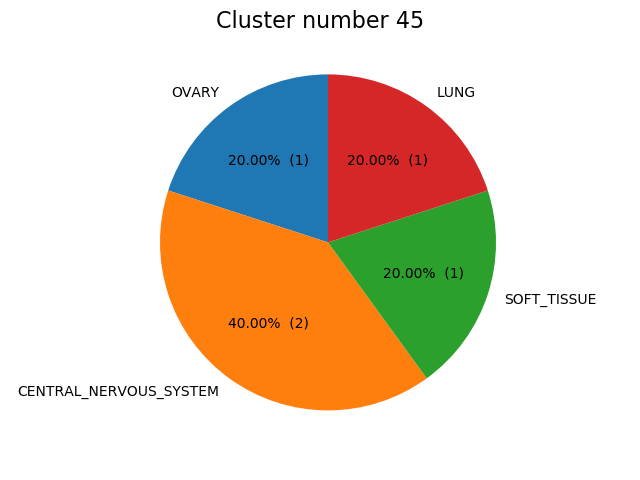 Cluster number 45
OVARY
LUNG
20.00%  (1)
20.00%  (1)
20.00%  (1)
SOFT_TISSUE
40.00%  (2)
CENTRAL_NERVOUS_SYSTEM